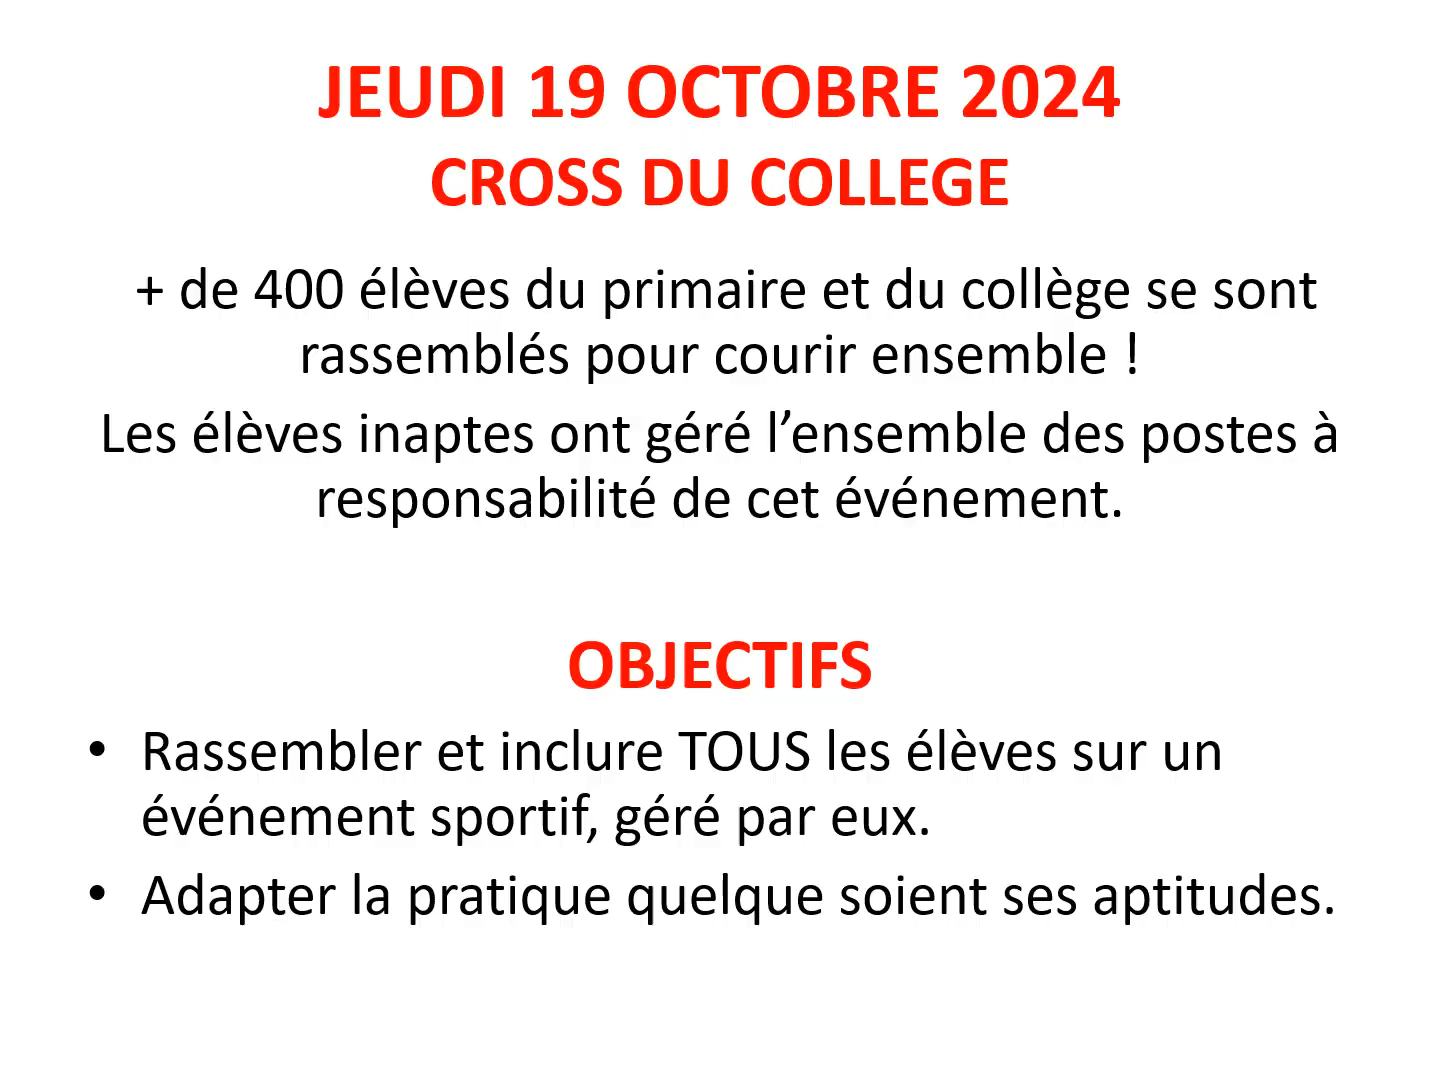 JEUDI 19 OCTOBRE 2024
CROSS DU COLLEGE
+ de 400 élèves du primaire et du collège se sont
rassemblés pour courir ensemble !
Les élèves inaptes ont géré l’ensemble des postes à
responsabilité de cet événement.
OBJECTIFS
• Rassembler et inclure TOUS les élèves sur un
événement sportif, géré par eux.
• Adapter la pratique quelque soient ses aptitudes.